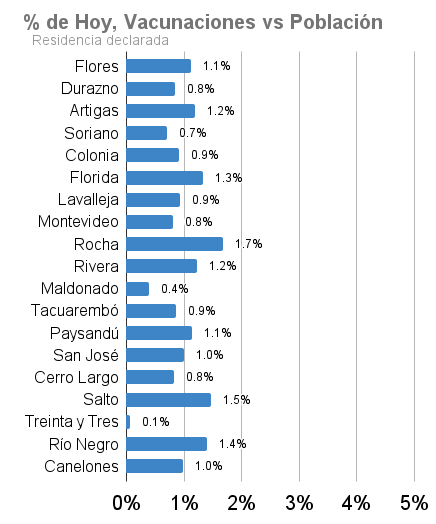 % de Hoy, Vacunaciones vs Población
Residencia declarada
Flores 1.1%
Durazno 0.8%
Artigas 1.2%
Soriano 0.7%
Colonia 0.9%
Florida 1.3%
Lavalleja 0.9%
Montevideo 0.8%
Rocha 1.7%
Rivera 1.2%
Maldonado 0.4%
Tacuarembó 0.9%
Paysandú 1.1%
San José 1.0%
Cerro Largo 0.8%
Salto 1.5%
Treinta y Tres 0.1%
Río Negro 1.4%
Canelones 1.0%
0% 1% 2% 3% 4% 5%